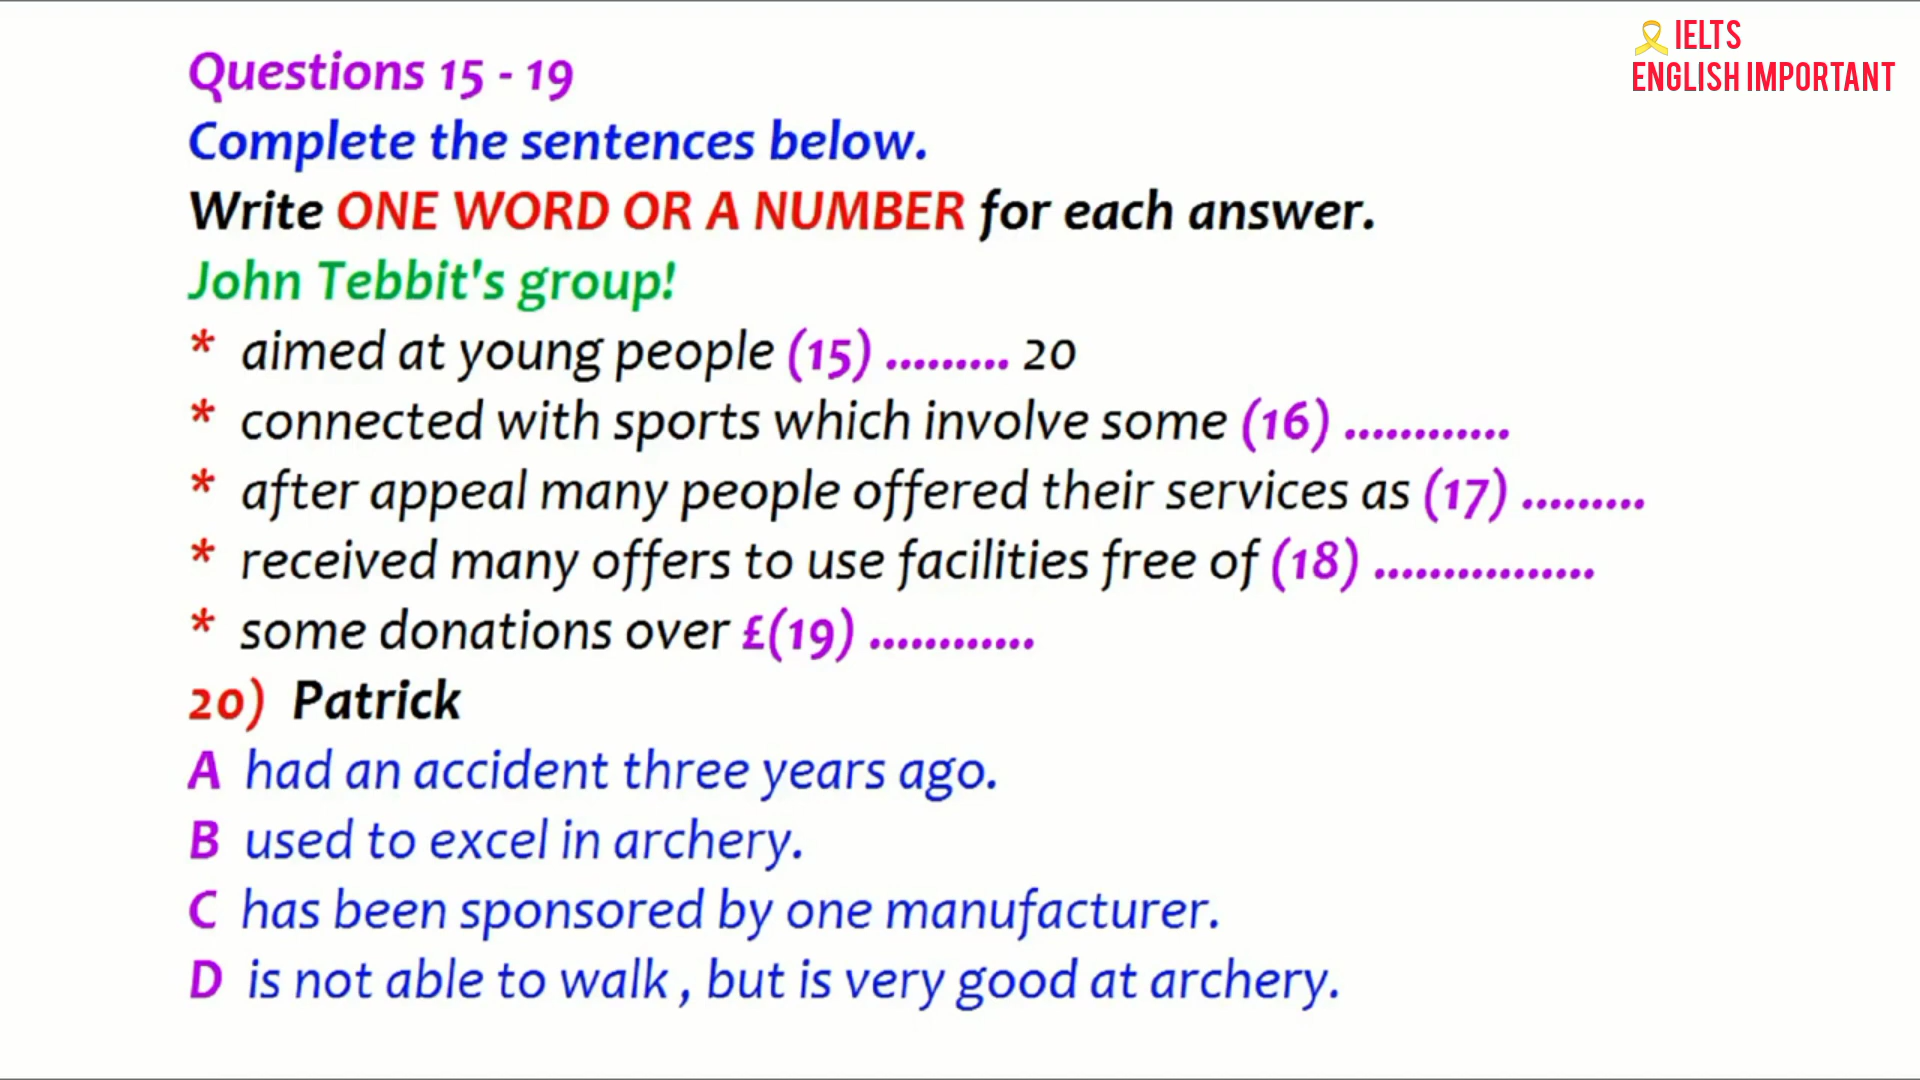 IELTS
ENGLISH IMPORTANT
Questions 15 - 19
Complete the sentences below.
Write ONE WORD OR A NUMBER for each answer.
John Tebbit's group!
* aimed at young people (15) ......... 20
* connected with sports which involve some (16) ............
* after appeal many people offered their services as (17) .........
* received many offers to use facilities free of (18) ................
* some donations over £(19) ............
20) Patrick
A had an accident three years ago.
B used to excel in archery.
C has been sponsored by one manufacturer.
D is not able to walk , but is very good at archery.